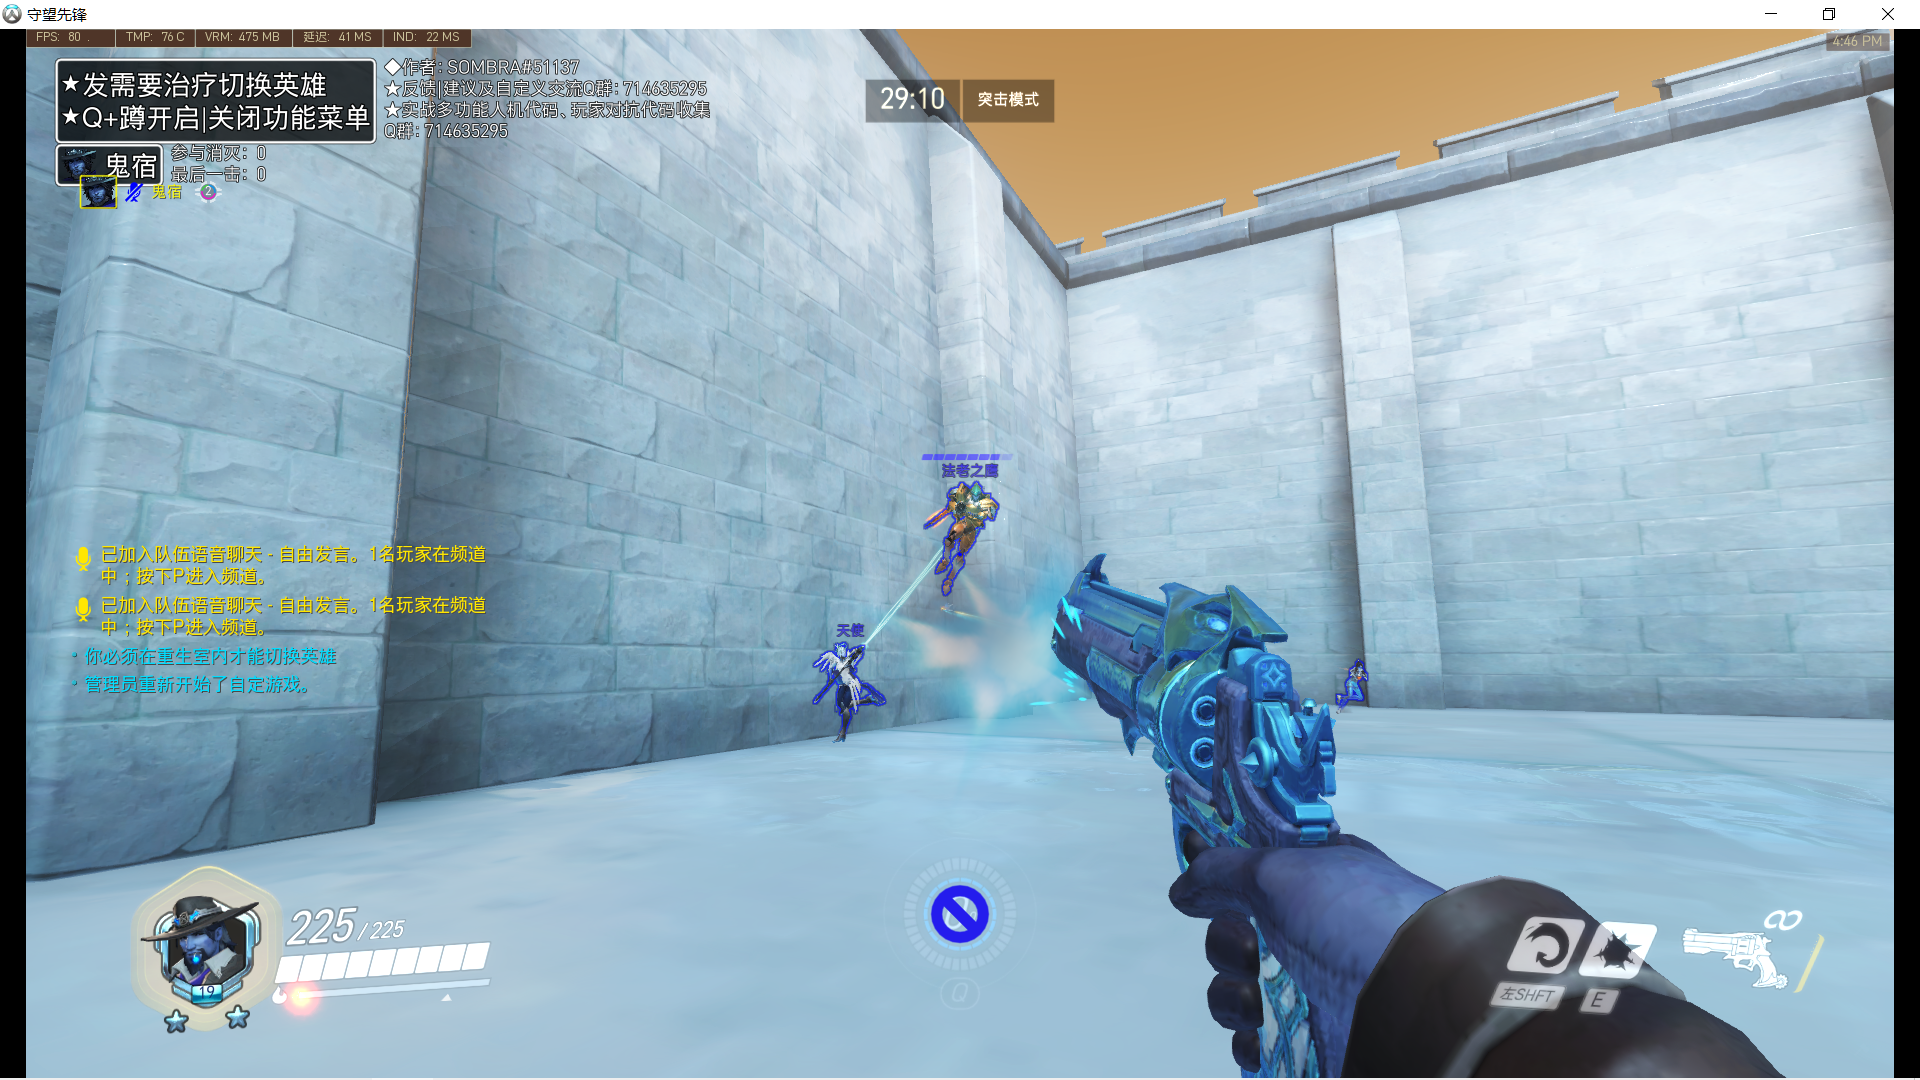 守望先锋
FPS: 80 .
TMP: 76 C
VRM: 475 MB
延迟: 41 MS
IND: 22 MS
4:46 PM
★发需要治疗切换英雄
★Q+蹲开启|关闭功能菜单
◆作者: SOMBRA#51137
★反馈|建议及自定义交流Q群: 714635295
★实战多功能人机代码、玩家对抗代码收集
Q群: 714635295
29:10
突击模式
鬼宿
参与消灭: 0
最后一击: 0
鬼宿
2
法老之鹰
天使
已加入队伍语音聊天 - 自由发言。1名玩家在频道
中；按下P进入频道。
已加入队伍语音聊天 - 自由发言。1名玩家在频道
中；按下P进入频道。
· 你必须在重生室内才能切换英雄
· 管理员重新开始了自定游戏。
225 / 225
19
Q
左SHFT
E
∞